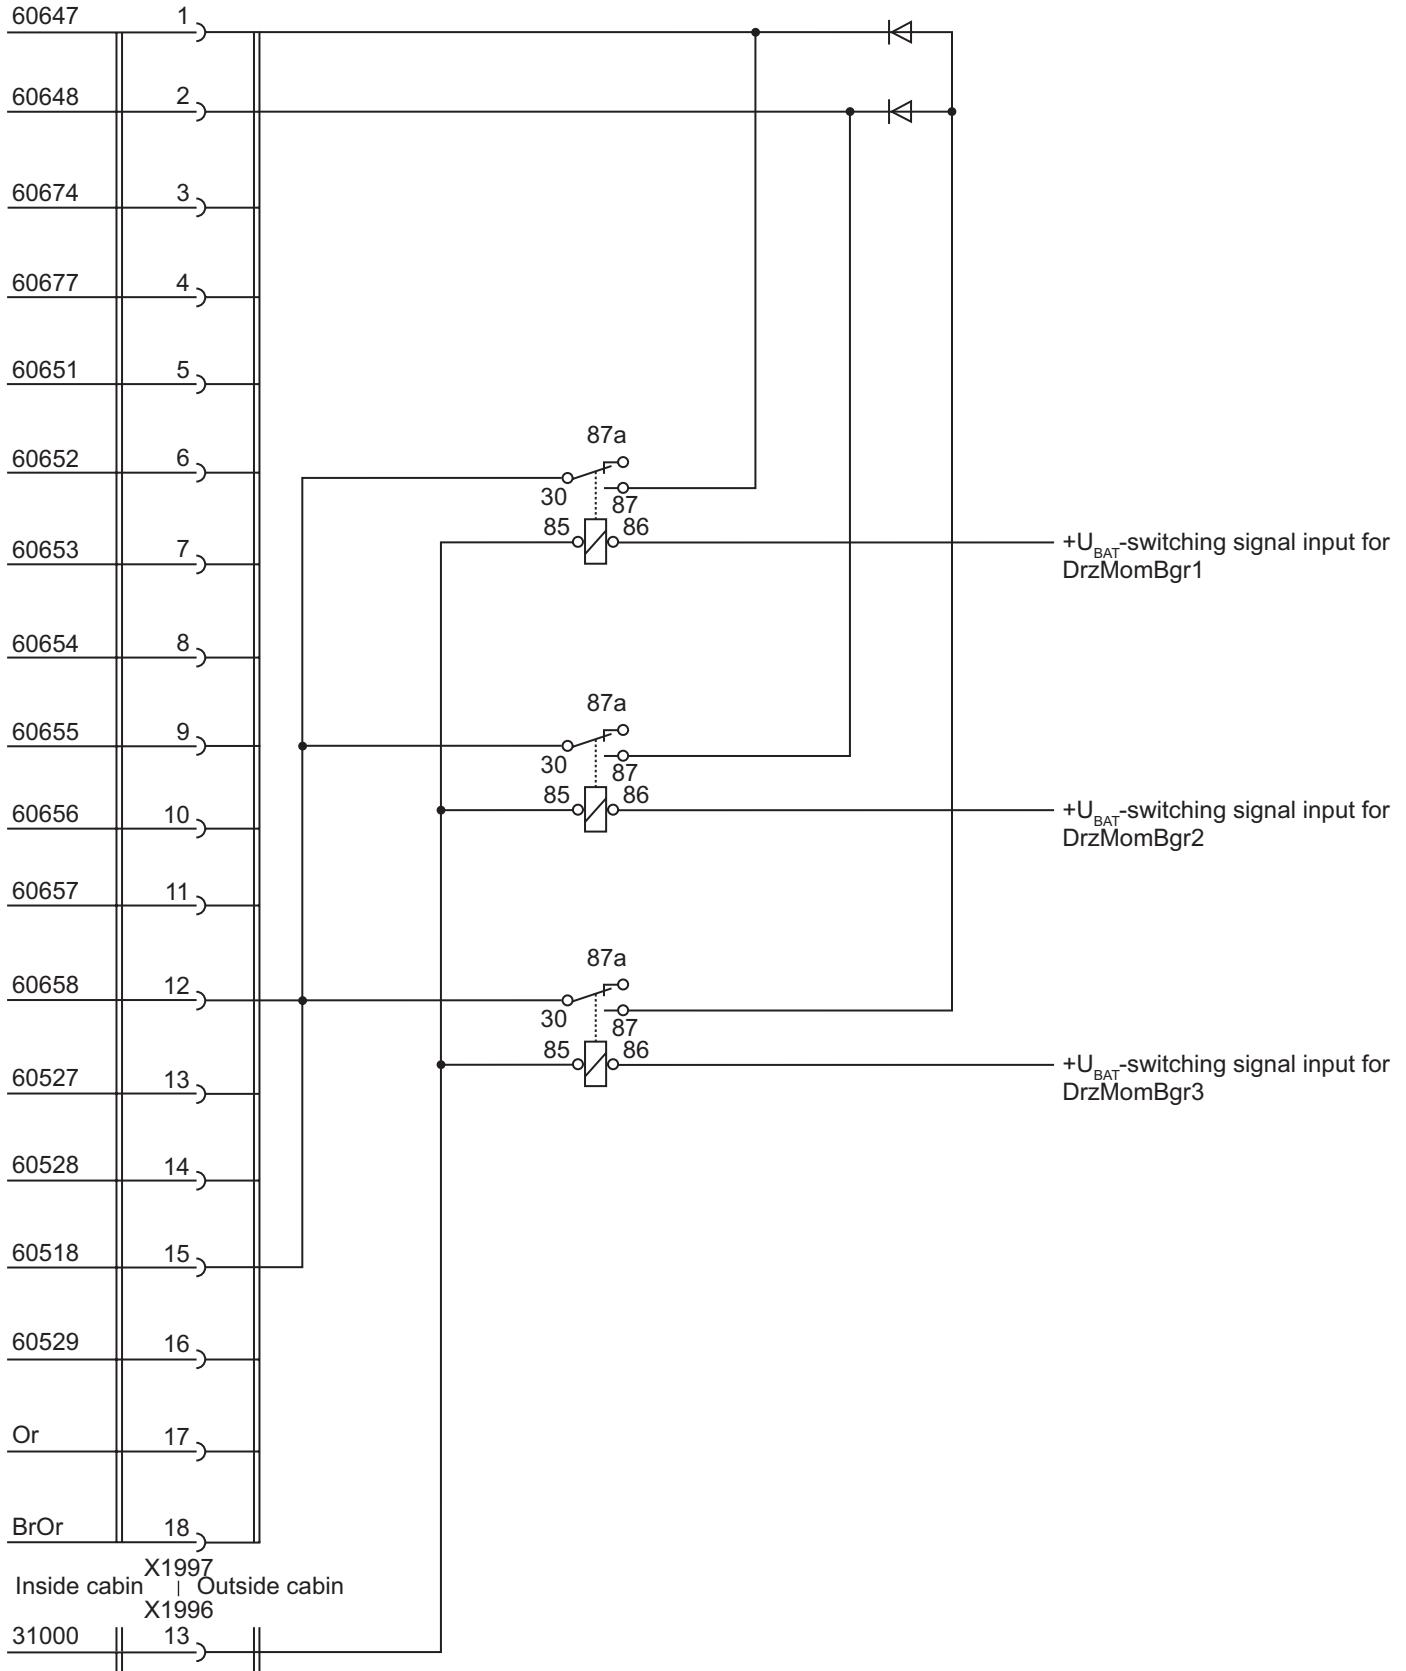 60647 1
60648 2
60674 3
60677 4
60651 5
87a
60652 6
30 87
85 86
60653 7
+UBAT-switching signal input for
DrzMomBgr1
60654 8
87a
60655 9
30 87
85 86
60656 10
+UBAT-switching signal input for
DrzMomBgr2
60657 11
87a
60658 12
30 87
85 86
+UBAT-switching signal input for
DrzMomBgr3
60527 13
60528 14
60518 15
60529 16
Or 17
BrOr 18
X1997
Inside cabin | Outside cabin
X1996
31000 13